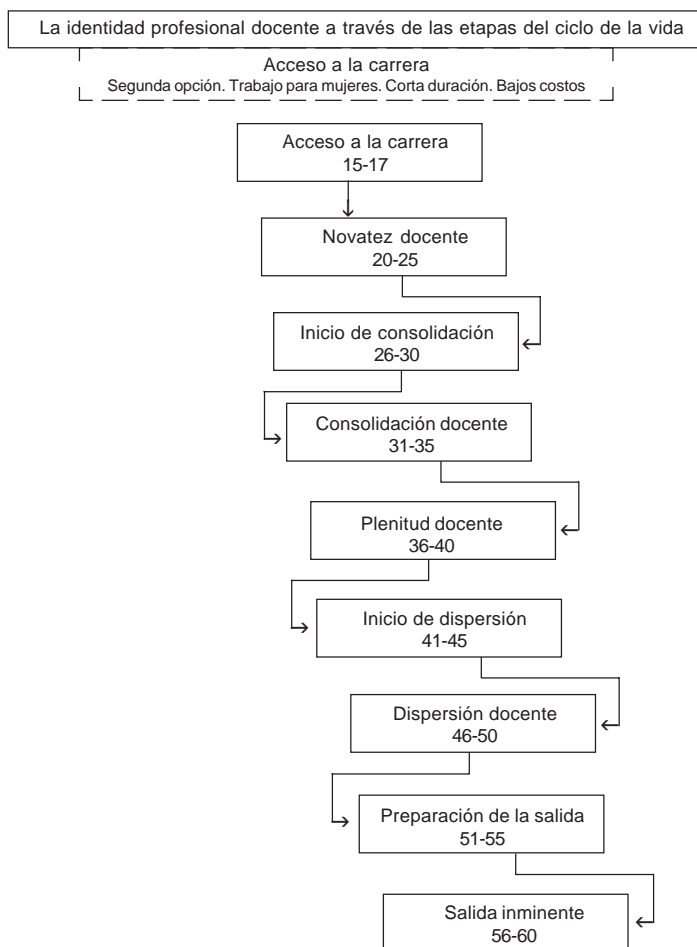 La identidad profesional docente a través de las etapas del ciclo de la vida
Acceso a la carrera
Segunda opción. Trabajo para mujeres. Corta duración. Bajos costos
Acceso a la carrera
15-17
Novatez docente
20-25
Inicio de consolidación
26-30
Consolidación docente
31-35
Plenitud docente
36-40
Inicio de dispersión
41-45
Dispersión docente
46-50
Preparación de la salida
51-55
Salida inminente
56-60